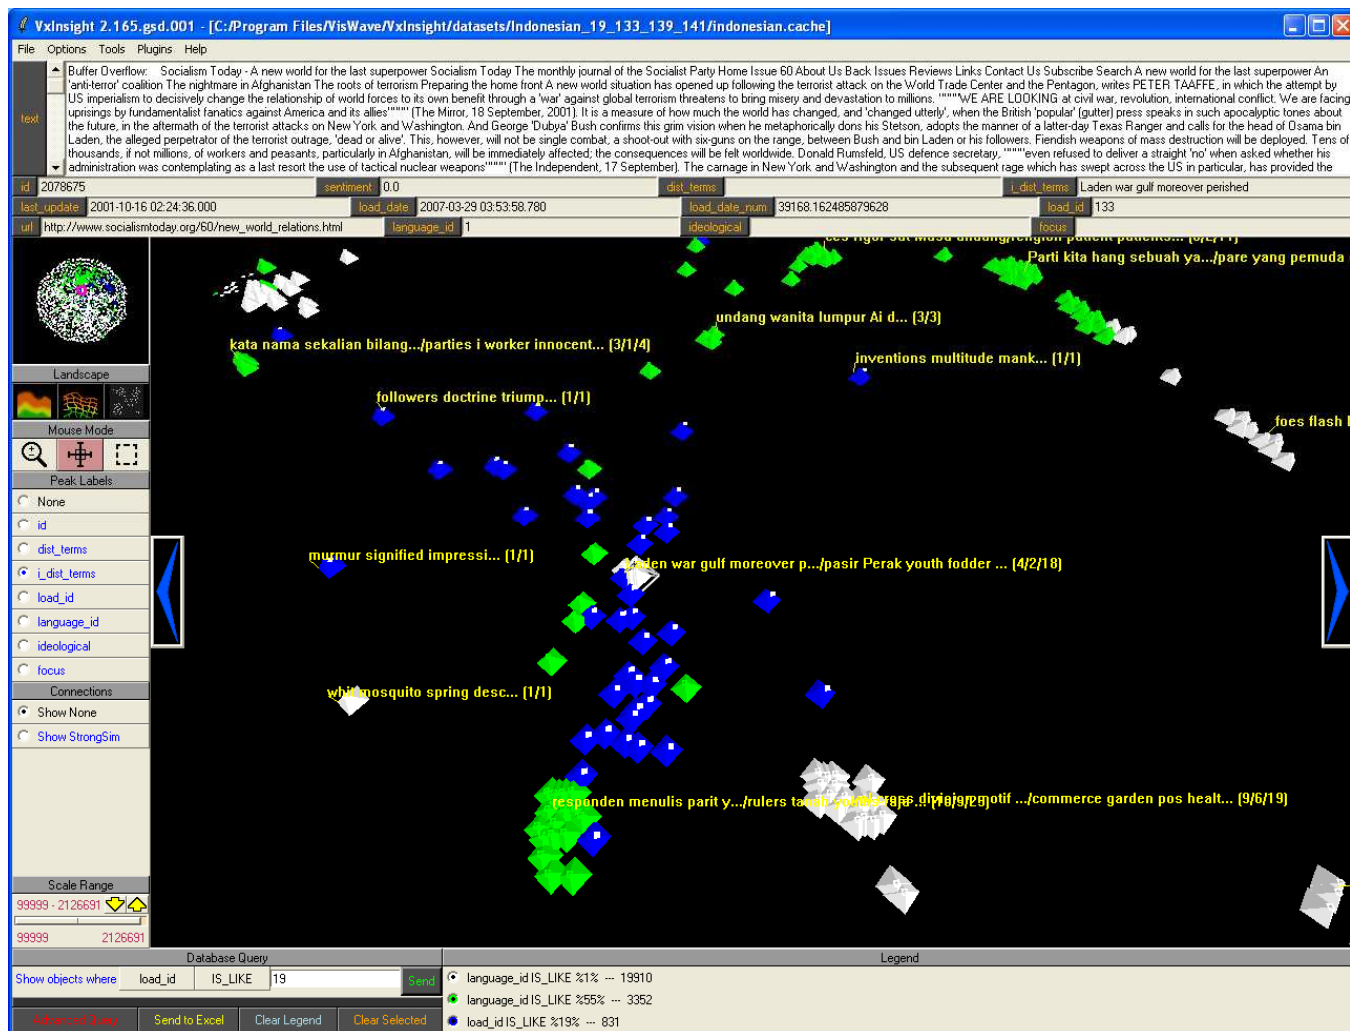 VxInsight 2.165.gsd.001 - [C:/Program Files/VisWave/VxInsight/datasets/Indonesian_19_133_139_141/indonesian.cache]
File Options Tools Plugins Help
text
Buffer Overflow: Socialism Today - A new world for the last superpower Socialism Today The monthly journal of the Socialist Party Home Issue 60 About Us Back Issues Reviews Links Contact Us Subscribe Search A new world for the last superpower An
'anti-terror' coalition The nightmare in Afghanistan The roots of terrorism Preparing the home front A new world situation has opened up following the terrorist attack on the World Trade Center and the Pentagon, writes PETER TAAFFE, in which the attempt by
US imperialism to decisively change the relationship of world forces to its own benefit through a 'war' against global terrorism threatens to bring misery and devastation to millions. """"WE ARE LOOKING at civil war, revolution, international conflict. We are facing
uprisings by fundamentalist fanatics against America and its allies"""" (The Mirror, 18 September, 2001). It is a measure of how much the world has changed, and 'changed utterly', when the British 'popular' (gutter) press speaks in such apocalyptic tones about
the future, in the aftermath of the terrorist attacks on New York and Washington. And George 'Dubya' Bush confirms this grim vision when he metaphorically dons his Stetson, adopts the manner of a latter-day Texas Ranger and calls for the head of Osama bin
Laden, the alleged perpetrator of the terrorist outrage, 'dead or alive'. This, however, will not be single combat, a shoot-out with six-guns on the range, between Bush and bin Laden or his followers. Fiendish weapons of mass destruction will be deployed. Tens of
thousands, if not millions, of workers and peasants, particularly in Afghanistan, will be immediately affected; the consequences will be felt worldwide. Donald Rumsfeld, US defence secretary, """"even refused to deliver a straight 'no' when asked whether his
administration was contemplating as a last resort the use of tactical nuclear weapons"""" (The Independent, 17 September). The carnage in New York and Washington and the subsequent rage which has swept across the US in particular, has provided the
id 2078675 sentiment 0.0 dist_terms i_dist_terms Laden war gulf moreover perished
last_update 2001-10-16 02:24:36.000 load_date 2007-03-29 03:53:58.780 load_date_num 39168.162485879628 load_id 133
url http://www.socialismtoday.org/60/new_world_relations.html language_id 1 ideological focus
Parti kita hang sebuah ya.../pare yang pemuda
undang wanita lumpur Ai d... (3/3)
kata nama sekalian bilang.../parties i worker innocent... (3/1/4)
inventions multitude mank... (1/1)
followers doctrine triump... (1/1)
foes flash
murmur signified impressi... (1/1)
Laden war gulf moreover p.../pasir Perak youth fodder ... (4/2/18)
whit mosquito spring desc... (1/1)
responden menulis parit y.../rulers
division motif .../commerce garden pos healt... (9/6/19)
Landscape
Mouse Mode
Peak Labels
None
id
dist_terms
i_dist_terms
load_id
language_id
ideological
focus
Connections
Show None
Show StrongSim
Scale Range
99999 - 2126691
99999 2126691
Database Query
Show objects where load_id IS_LIKE 19 Send
Advanced Query Send to Excel Clear Legend Clear Selected
Legend
language_id IS_LIKE %1% --- 19910
language_id IS_LIKE %55% --- 3352
load_id IS_LIKE %19% --- 831